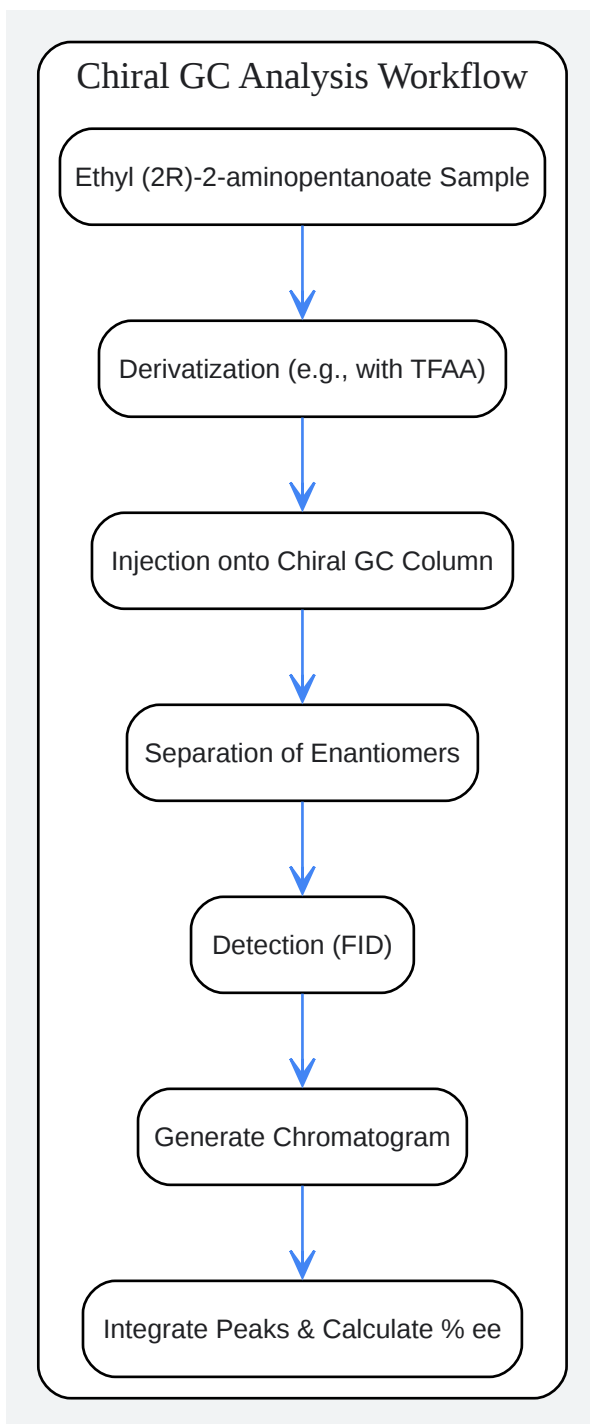 Chiral GC Analysis Workflow
Ethyl (2R)-2-aminopentanoate Sample
Derivatization (e.g., with TFAA)
Injection onto Chiral GC Column
Separation of Enantiomers
Detection (FID)
Generate Chromatogram
Integrate Peaks & Calculate % ee